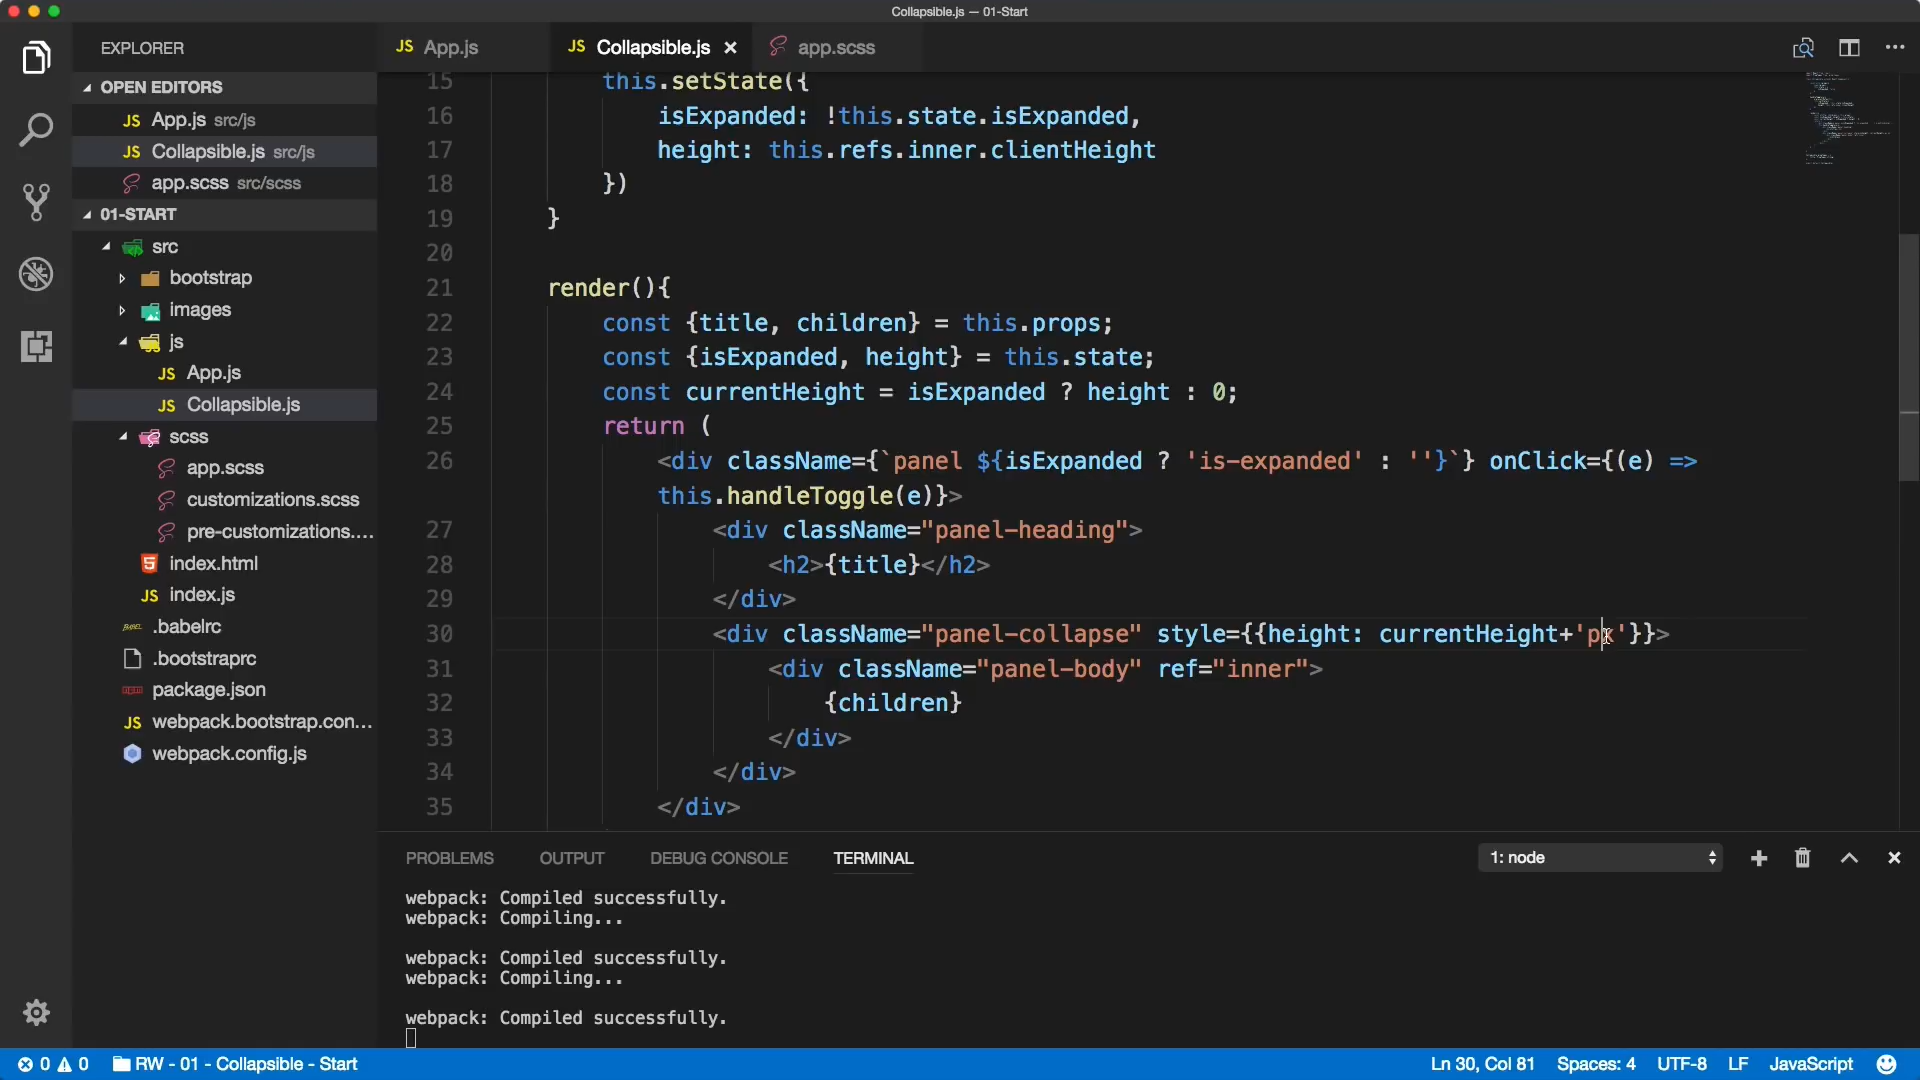 Collapsible.js — 01-Start
EXPLORER
OPEN EDITORS
JS App.js src/js
JS Collapsible.js src/js
app.scss src/scss
01-START
src
bootstrap
images
js
JS App.js
JS Collapsible.js
scss
app.scss
customizations.scss
pre-customizations....
index.html
JS index.js
.babelrc
.bootstraprc
package.json
JS webpack.bootstrap.con...
webpack.config.js
JS App.js
JS Collapsible.js
app.scss
15 this.setState({
16 isExpanded: !this.state.isExpanded,
17 height: this.refs.inner.clientHeight
18 })
19 }
20
21 render(){
22 const {title, children} = this.props;
23 const {isExpanded, height} = this.state;
24 const currentHeight = isExpanded ? height : 0;
25 return (
26 <div className={`panel ${isExpanded ? 'is-expanded' : ''}`} onClick={(e) =>
this.handleToggle(e)}>
27 <div className="panel-heading">
28 <h2>{title}</h2>
29 </div>
30 <div className="panel-collapse" style={{height: currentHeight+'px'}}>
31 <div className="panel-body" ref="inner">
32 {children}
33 </div>
34 </div>
35 </div>
PROBLEMS OUTPUT DEBUG CONSOLE TERMINAL
1: node
webpack: Compiled successfully.
webpack: Compiling...
webpack: Compiled successfully.
webpack: Compiling...
webpack: Compiled successfully.
0 0 RW - 01 - Collapsible - Start
Ln 30, Col 81 Spaces: 4 UTF-8 LF JavaScript